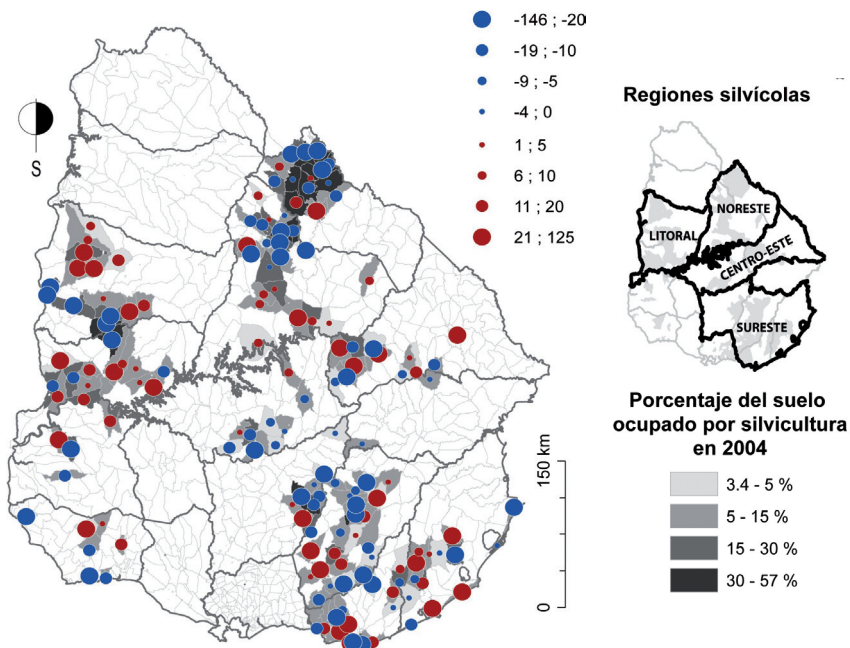 -146 ; -20
-19 ; -10
-9 ; -5
-4 ; 0
1 ; 5
6 ; 10
11 ; 20
21 ; 125
S
Regiones silvícolas
NORESTE
LITORAL
CENTRO-ESTE
SURESTE
Porcentaje del suelo
ocupado por silvicultura
en 2004
3.4 - 5 %
5 - 15 %
15 - 30 %
30 - 57 %
150 km
0